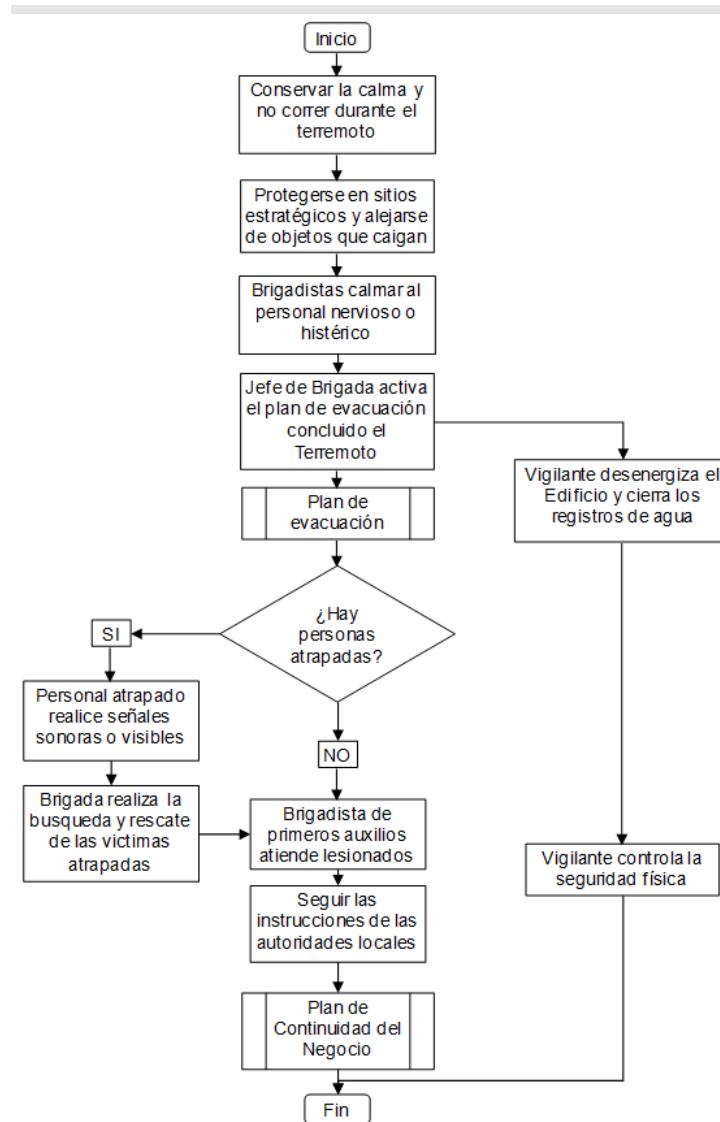 Inicio
Conservar la calma y
no correr durante el
terremoto
Protegerse en sitios
estratégicos y alejarse
de objetos que caigan
Brigadistas calmar al
personal nervioso o
histérico
Jefe de Brigada activa
el plan de evacuación
concluido el
Terremoto
Vigilante desenergiza el
Edificio y cierra los
registros de agua
Plan de
evacuación
¿Hay
personas
atrapadas?
SI
Personal atrapado
realice señales
sonoras o visibles
NO
Brigada realiza la
busqueda y rescate
de las victimas
atrapadas
Brigadista de
primeros auxilios
atiende lesionados
Vigilante controla la
seguridad física
Seguir las
instrucciones de las
autoridades locales
Plan de
Continuidad del
Negocio
Fin